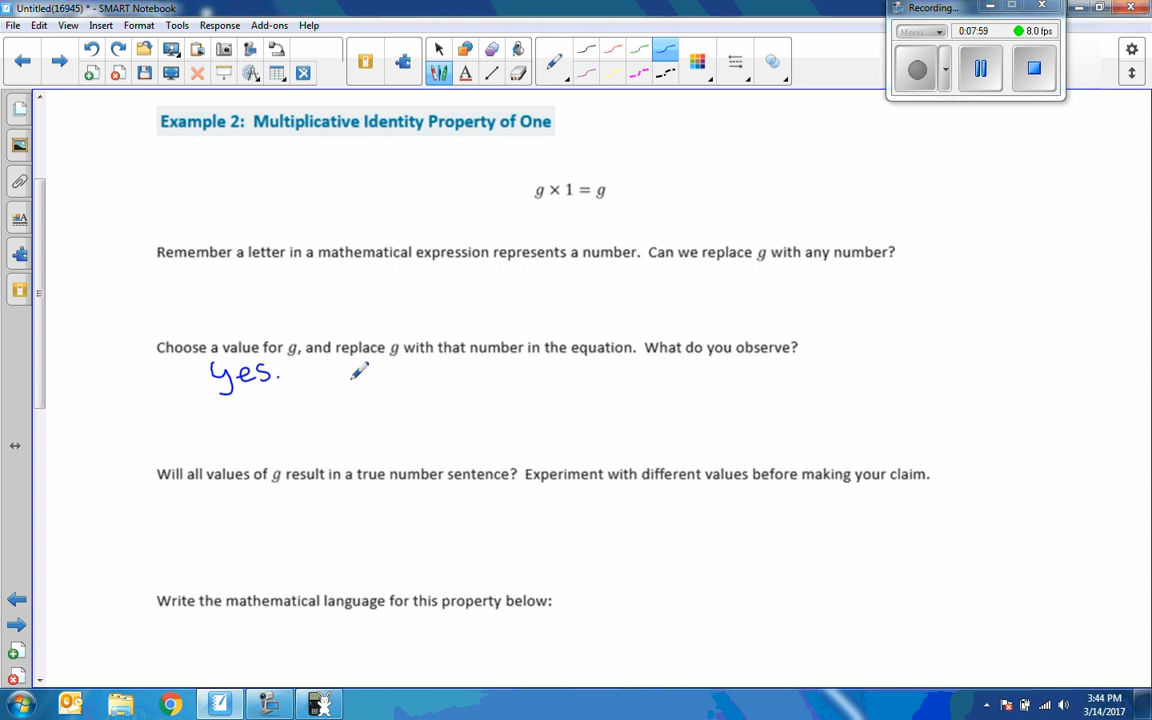 Untitled(16945) * - SMART Notebook
Recording...
File Edit View Insert Format Tools Response Add-ons Help
Menu 0:07:59 8.0 fps
Example 2: Multiplicative Identity Property of One
g × 1 = g
Remember a letter in a mathematical expression represents a number. Can we replace g with any number?
Choose a value for g, and replace g with that number in the equation. What do you observe?
yes.
Will all values of g result in a true number sentence? Experiment with different values before making your claim.
Write the mathematical language for this property below:
3:44 PM
3/14/2017